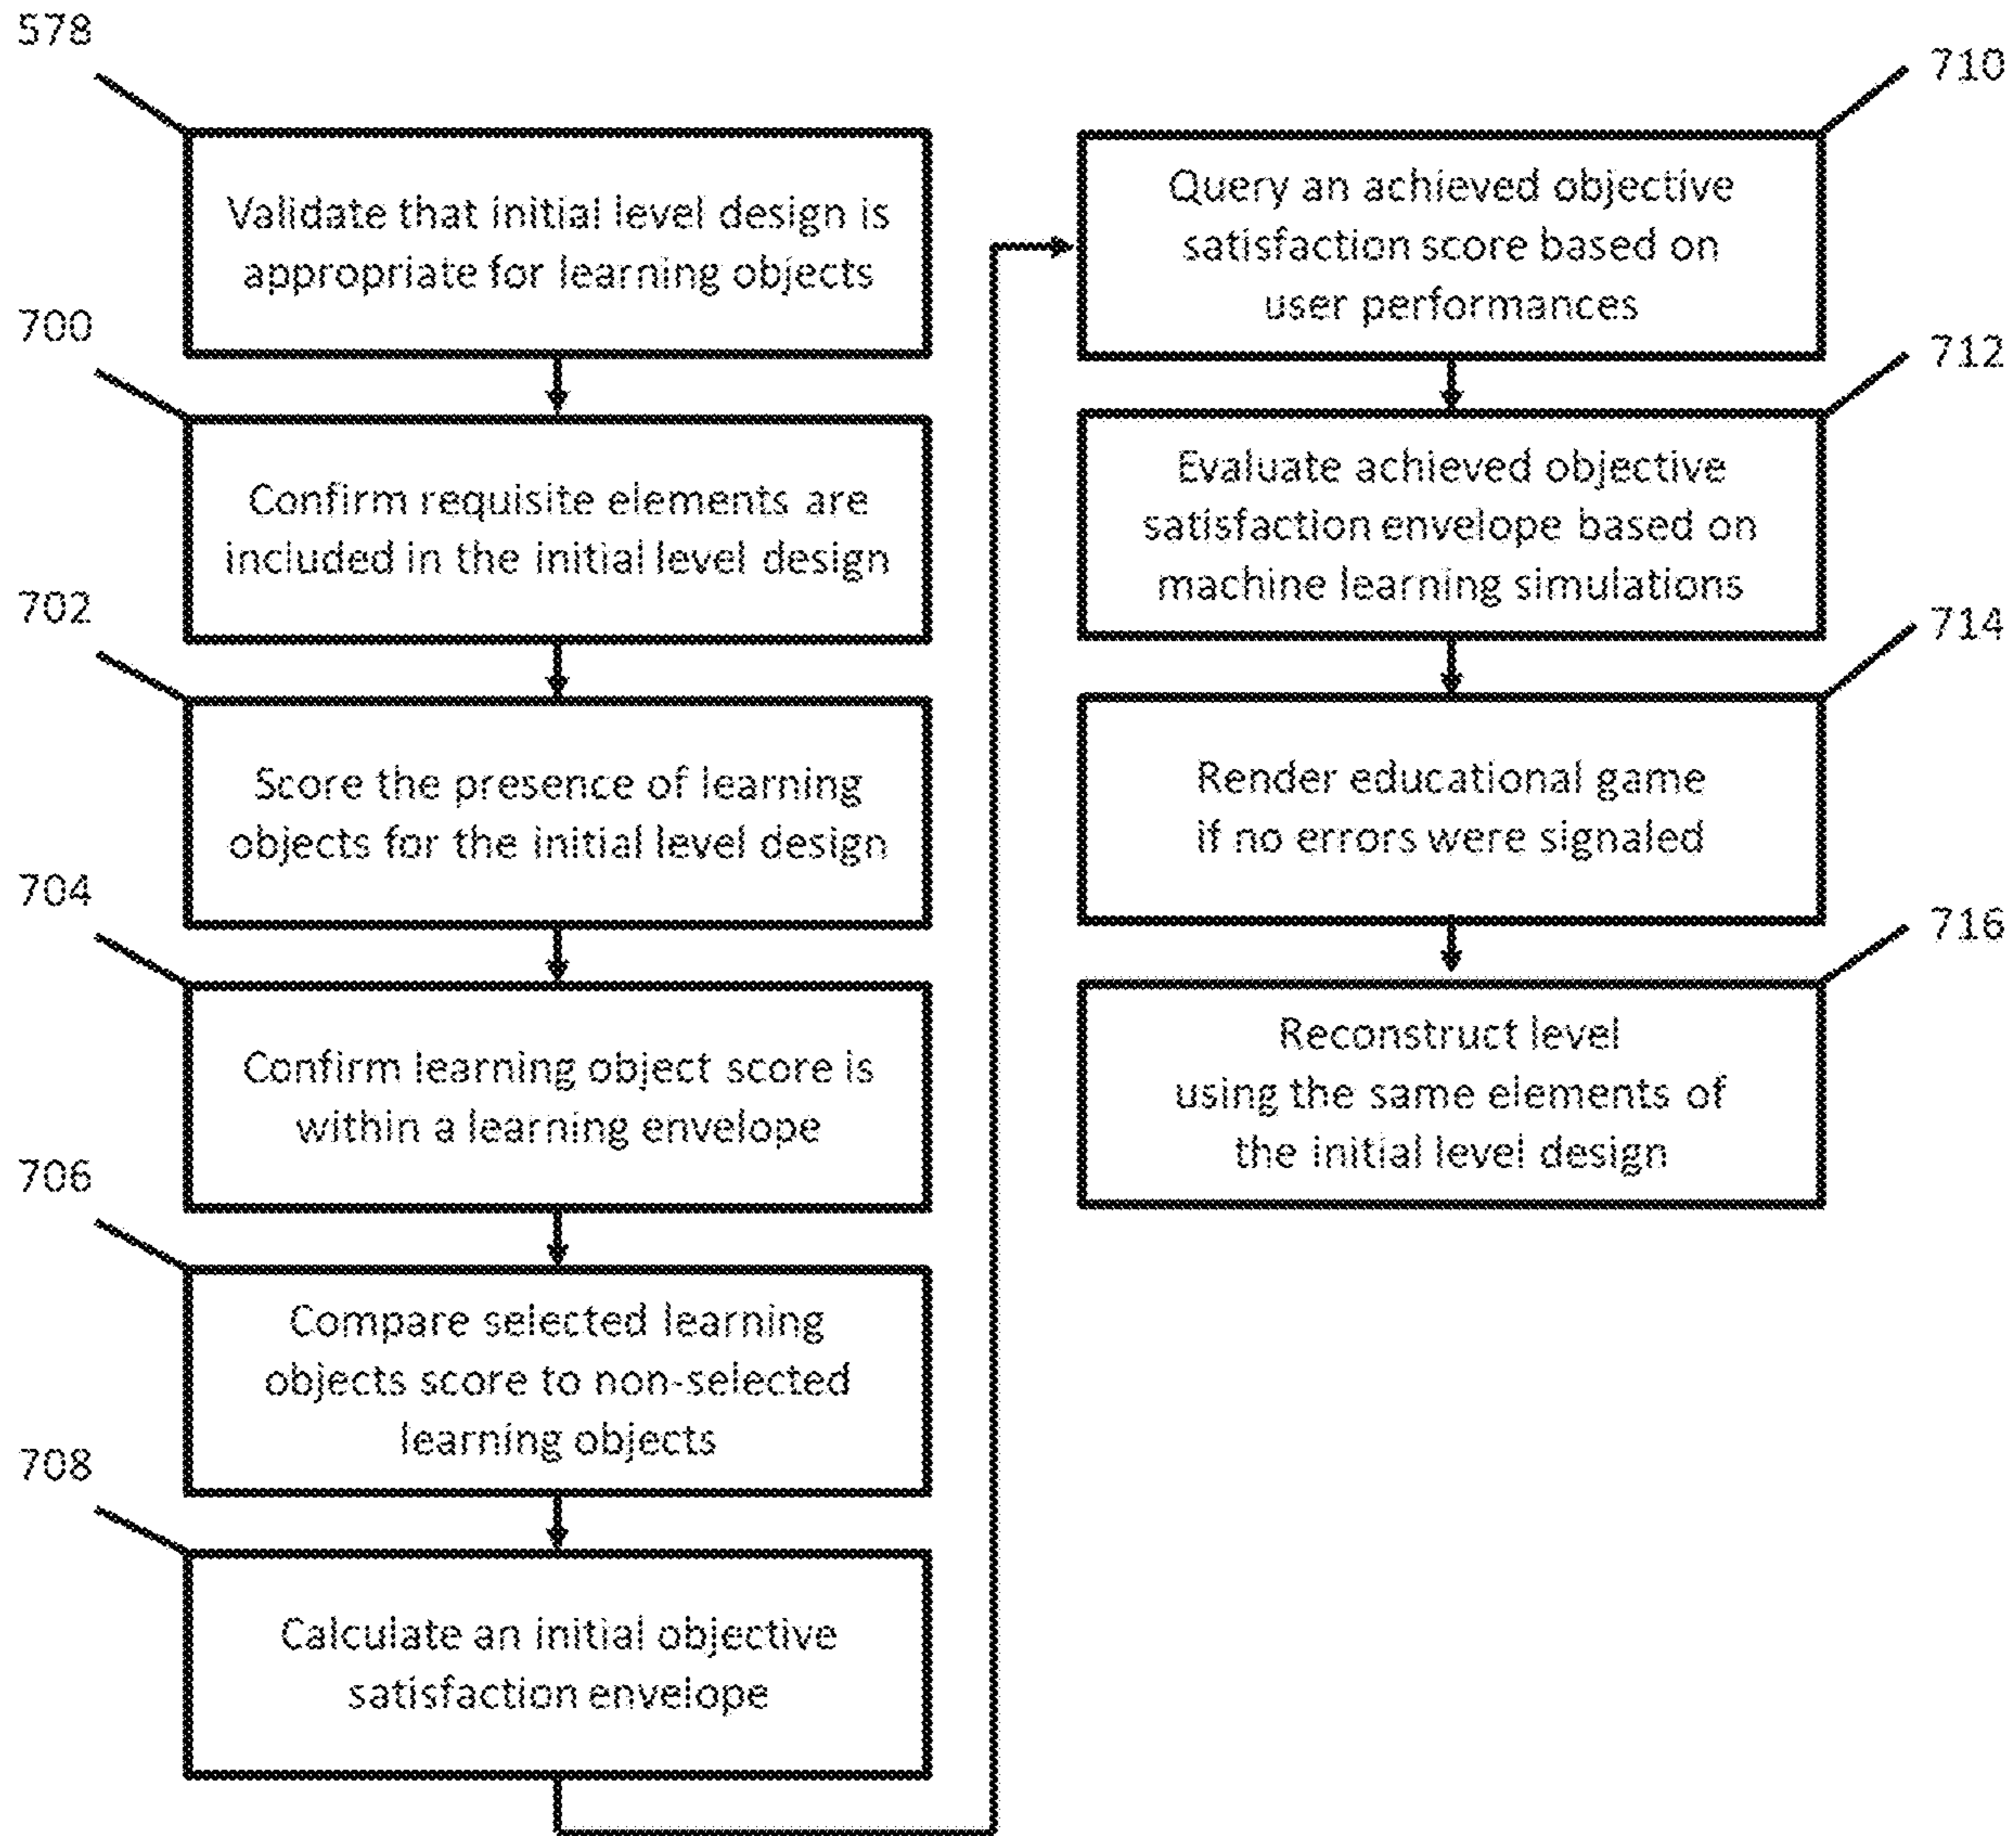 578
Validate that initial level design is
appropriate for learning objects
700
Confirm requisite elements are
included in the initial level design
702
Score the presence of learning
objects for the initial level design
704
Confirm learning object score is
within a learning envelope
706
Compare selected learning
objects score to non-selected
learning objects
708
Calculate an initial objective
satisfaction envelope
710
Query an achieved objective
satisfaction score based on
user performances
712
Evaluate achieved objective
satisfaction envelope based on
machine learning simulations
714
Render educational game
if no errors were signaled
716
Reconstruct level
using the same elements of
the initial level design